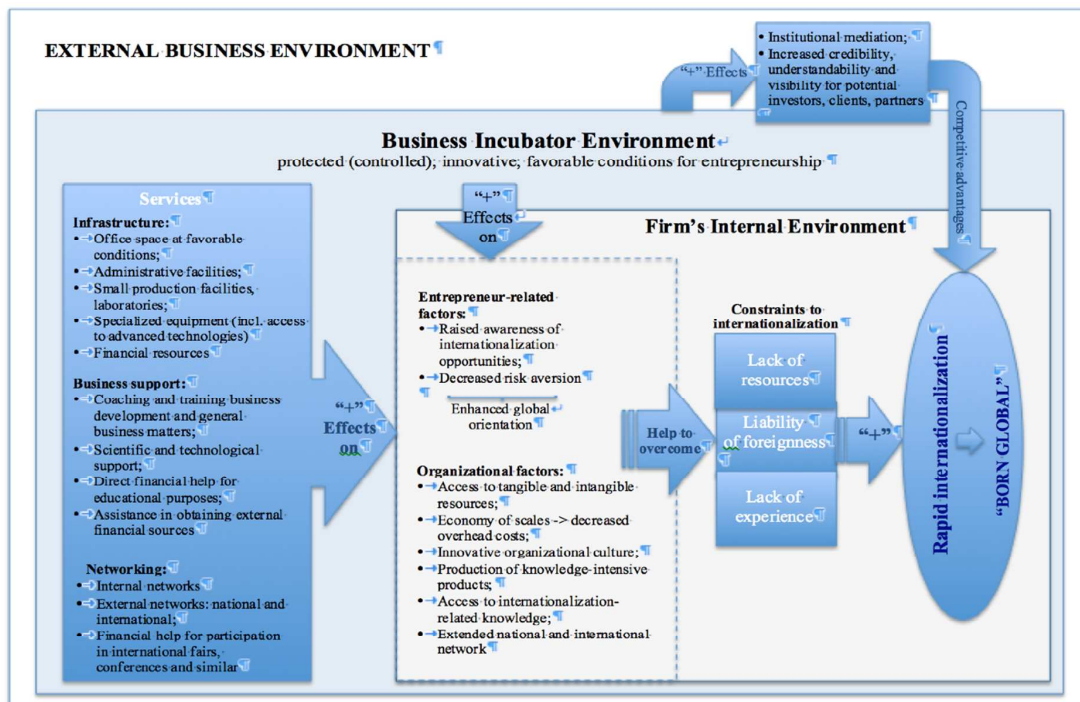 EXTERNAL BUSINESS ENVIRONMENT
"+" Effects
• Institutional mediation;
• Increased credibility,
understandability and
visibility for potential
investors, clients, partners
Competitive advantages
Business Incubator Environment
protected (controlled); innovative; favorable conditions for entrepreneurship
Services
Infrastructure:
• Office space at favorable
conditions;
• Administrative facilities;
• Small production facilities,
laboratories;
• Specialized equipment (incl. access
to advanced technologies)
• Financial resources
Business support:
• Coaching and training business
development and general
business matters;
• Scientific and technological
support;
• Direct financial help for
educational purposes;
• Assistance in obtaining external
financial sources
Networking:
• Internal networks
• External networks: national and
international;
• Financial help for participation
in international fairs,
conferences and similar
"+"
Effects
on
"+"
Effects
on
Firm's Internal Environment
Entrepreneur-related
factors:
• Raised awareness of
internationalization
opportunities;
• Decreased risk aversion
Enhanced global
orientation
Organizational factors:
• Access to tangible and intangible
resources;
• Economy of scales -> decreased
overhead costs;
• Innovative organizational culture;
• Production of knowledge-intensive
products;
• Access to internationalization-
related knowledge;
• Extended national and international
network
Help to
overcome
Constraints to
internationalization
Lack of
resources
Liability
of foreignness
Lack of
experience
"+"
Rapid internationalization
"BORN GLOBAL"